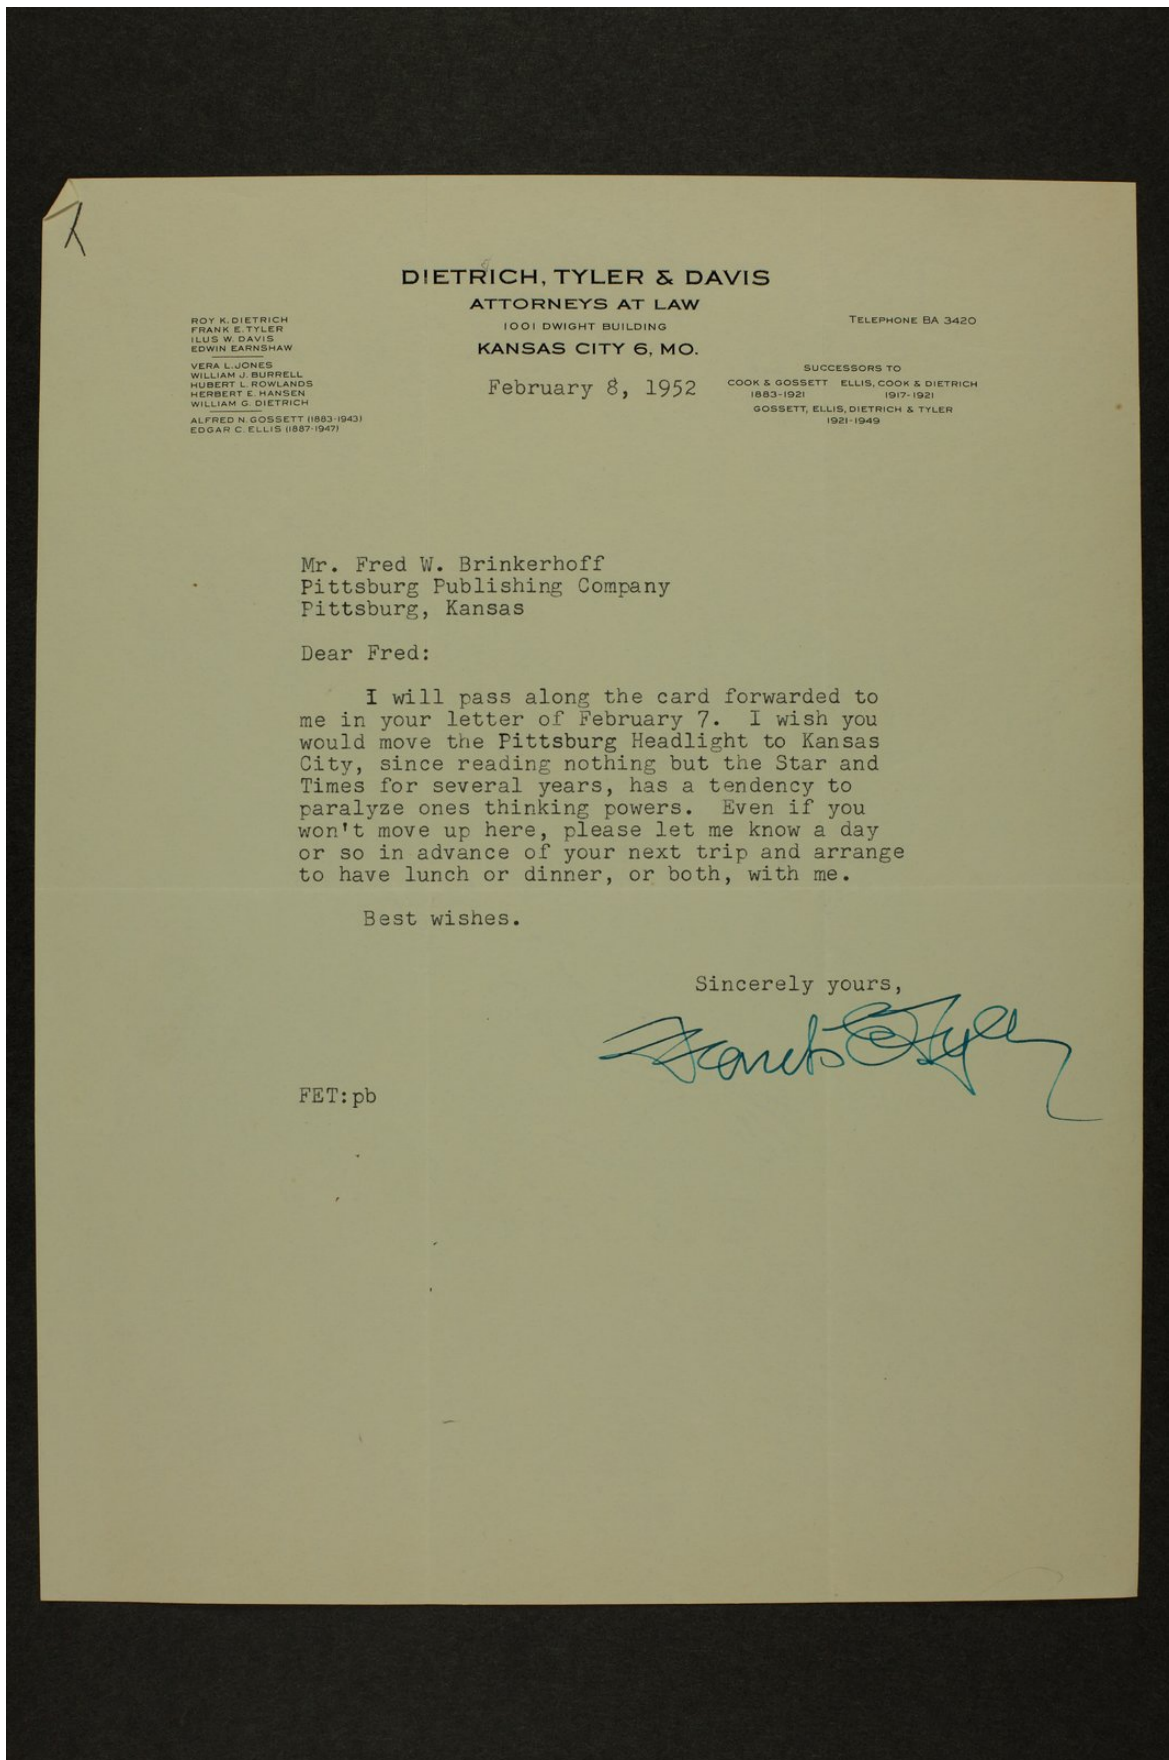 DIETRICH, TYLER & DAVIS
ATTORNEYS AT LAW
1001 DWIGHT BUILDING
KANSAS CITY 6, MO.
ROY K. DIETRICH
FRANK E. TYLER
ILUS W. DAVIS
EDWIN EARNSHAW
VERA L. JONES
WILLIAM J. BURRELL
HUBERT L. ROWLANDS
HERBERT E. HANSEN
WILLIAM G. DIETRICH
ALFRED N. GOSSETT (1883-1943)
EDGAR C. ELLIS (1887-1947)
TELEPHONE BA 3420
SUCCESSORS TO
COOK & GOSSETT ELLIS, COOK & DIETRICH
1883-1921 1917-1921
GOSSETT, ELLIS, DIETRICH & TYLER
1921-1949
February 8, 1952
Mr. Fred W. Brinkerhoff
Pittsburg Publishing Company
Pittsburg, Kansas
Dear Fred:
I will pass along the card forwarded to
me in your letter of February 7. I wish you
would move the Pittsburg Headlight to Kansas
City, since reading nothing but the Star and
Times for several years, has a tendency to
paralyze ones thinking powers. Even if you
won't move up here, please let me know a day
or so in advance of your next trip and arrange
to have lunch or dinner, or both, with me.
Best wishes.
Sincerely yours,
Frank E Tyler
FET:pb